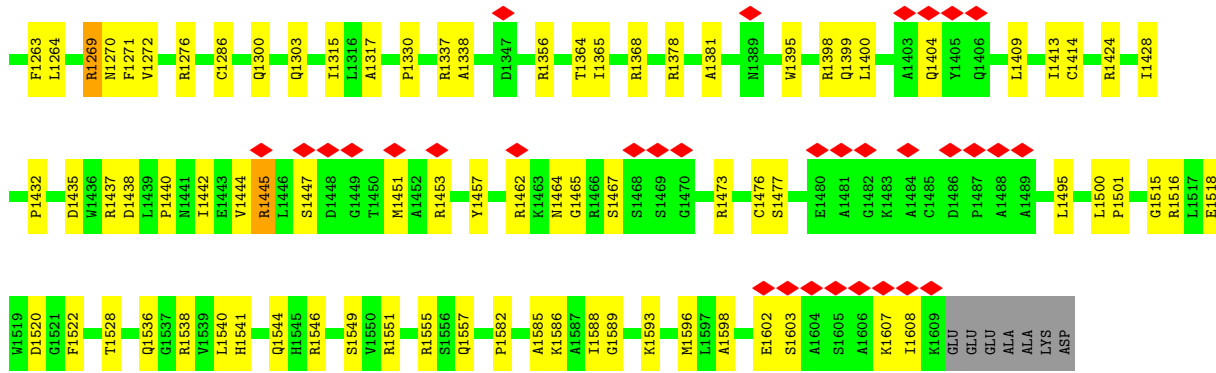 F1263 L1264 R1269 N1270 F1271 V1272 R1276 C1286 Q1300 Q1303 I1315 L1316 A1317 P1330 R1337 A1338 D1347 R1356 T1364 I1365 R1368 R1378 A1381 N1389 W1395 R1398 Q1399 L1400 A1403 Q1404 Y1405 Q1406 L1409 I1413 C1414 R1424 I1428
P1432 D1435 W1436 R1437 D1438 L1439 P1440 N1441 I1442 E1443 V1444 R1445 L1446 S1447 D1448 G1449 T1450 M1451 A1452 R1453 Y1457 R1462 K1463 N1464 G1465 R1466 S1467 S1468 S1469 G1470 R1473 C1476 S1477 E1480 A1481 G1482 K1483 A1484 C1485 D1486 P1487 A1488 A1489 L1495 L1500 P1501 G1515 R1516 L1517 E1518
W1519 D1520 G1521 F1522 T1528 Q1536 G1537 R1538 V1539 L1540 H1541 Q1544 H1545 R1546 S1549 V1550 R1551 R1555 S1556 Q1557 P1582 A1585 K1586 A1587 I1588 G1589 K1593 M1596 L1597 A1598 E1602 S1603 A1604 S1605 A1606 K1607 I1608 K1609 GLU GLU GLU ALA ALA LYS ASP